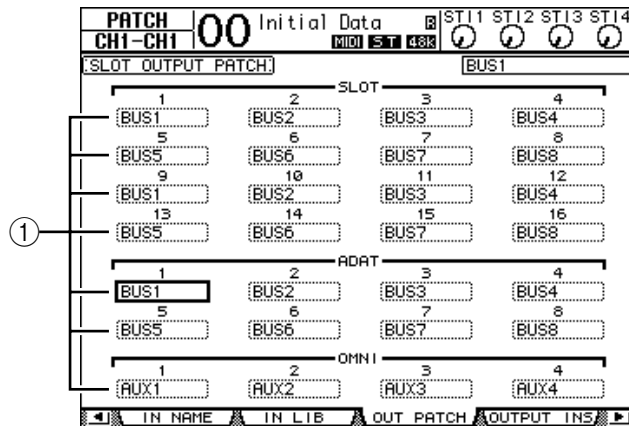 PATCH 00 Initial Data R ST11 ST12 ST13 ST14
CH1-CH1 MIDI ST 48k
SLOT OUTPUT PATCH BUS1
SLOT
1 2 3 4
BUS1 BUS2 BUS3 BUS4
5 6 7 8
BUS5 BUS6 BUS7 BUS8
9 10 11 12
BUS1 BUS2 BUS3 BUS4
13 14 15 16
① BUS5 BUS6 BUS7 BUS8
ADAT
1 2 3 4
BUS1 BUS2 BUS3 BUS4
5 6 7 8
BUS5 BUS6 BUS7 BUS8
OMNI
1 2 3 4
AUX1 AUX2 AUX3 AUX4
IN NAME IN LIB OUT PATCH OUTPUT INS